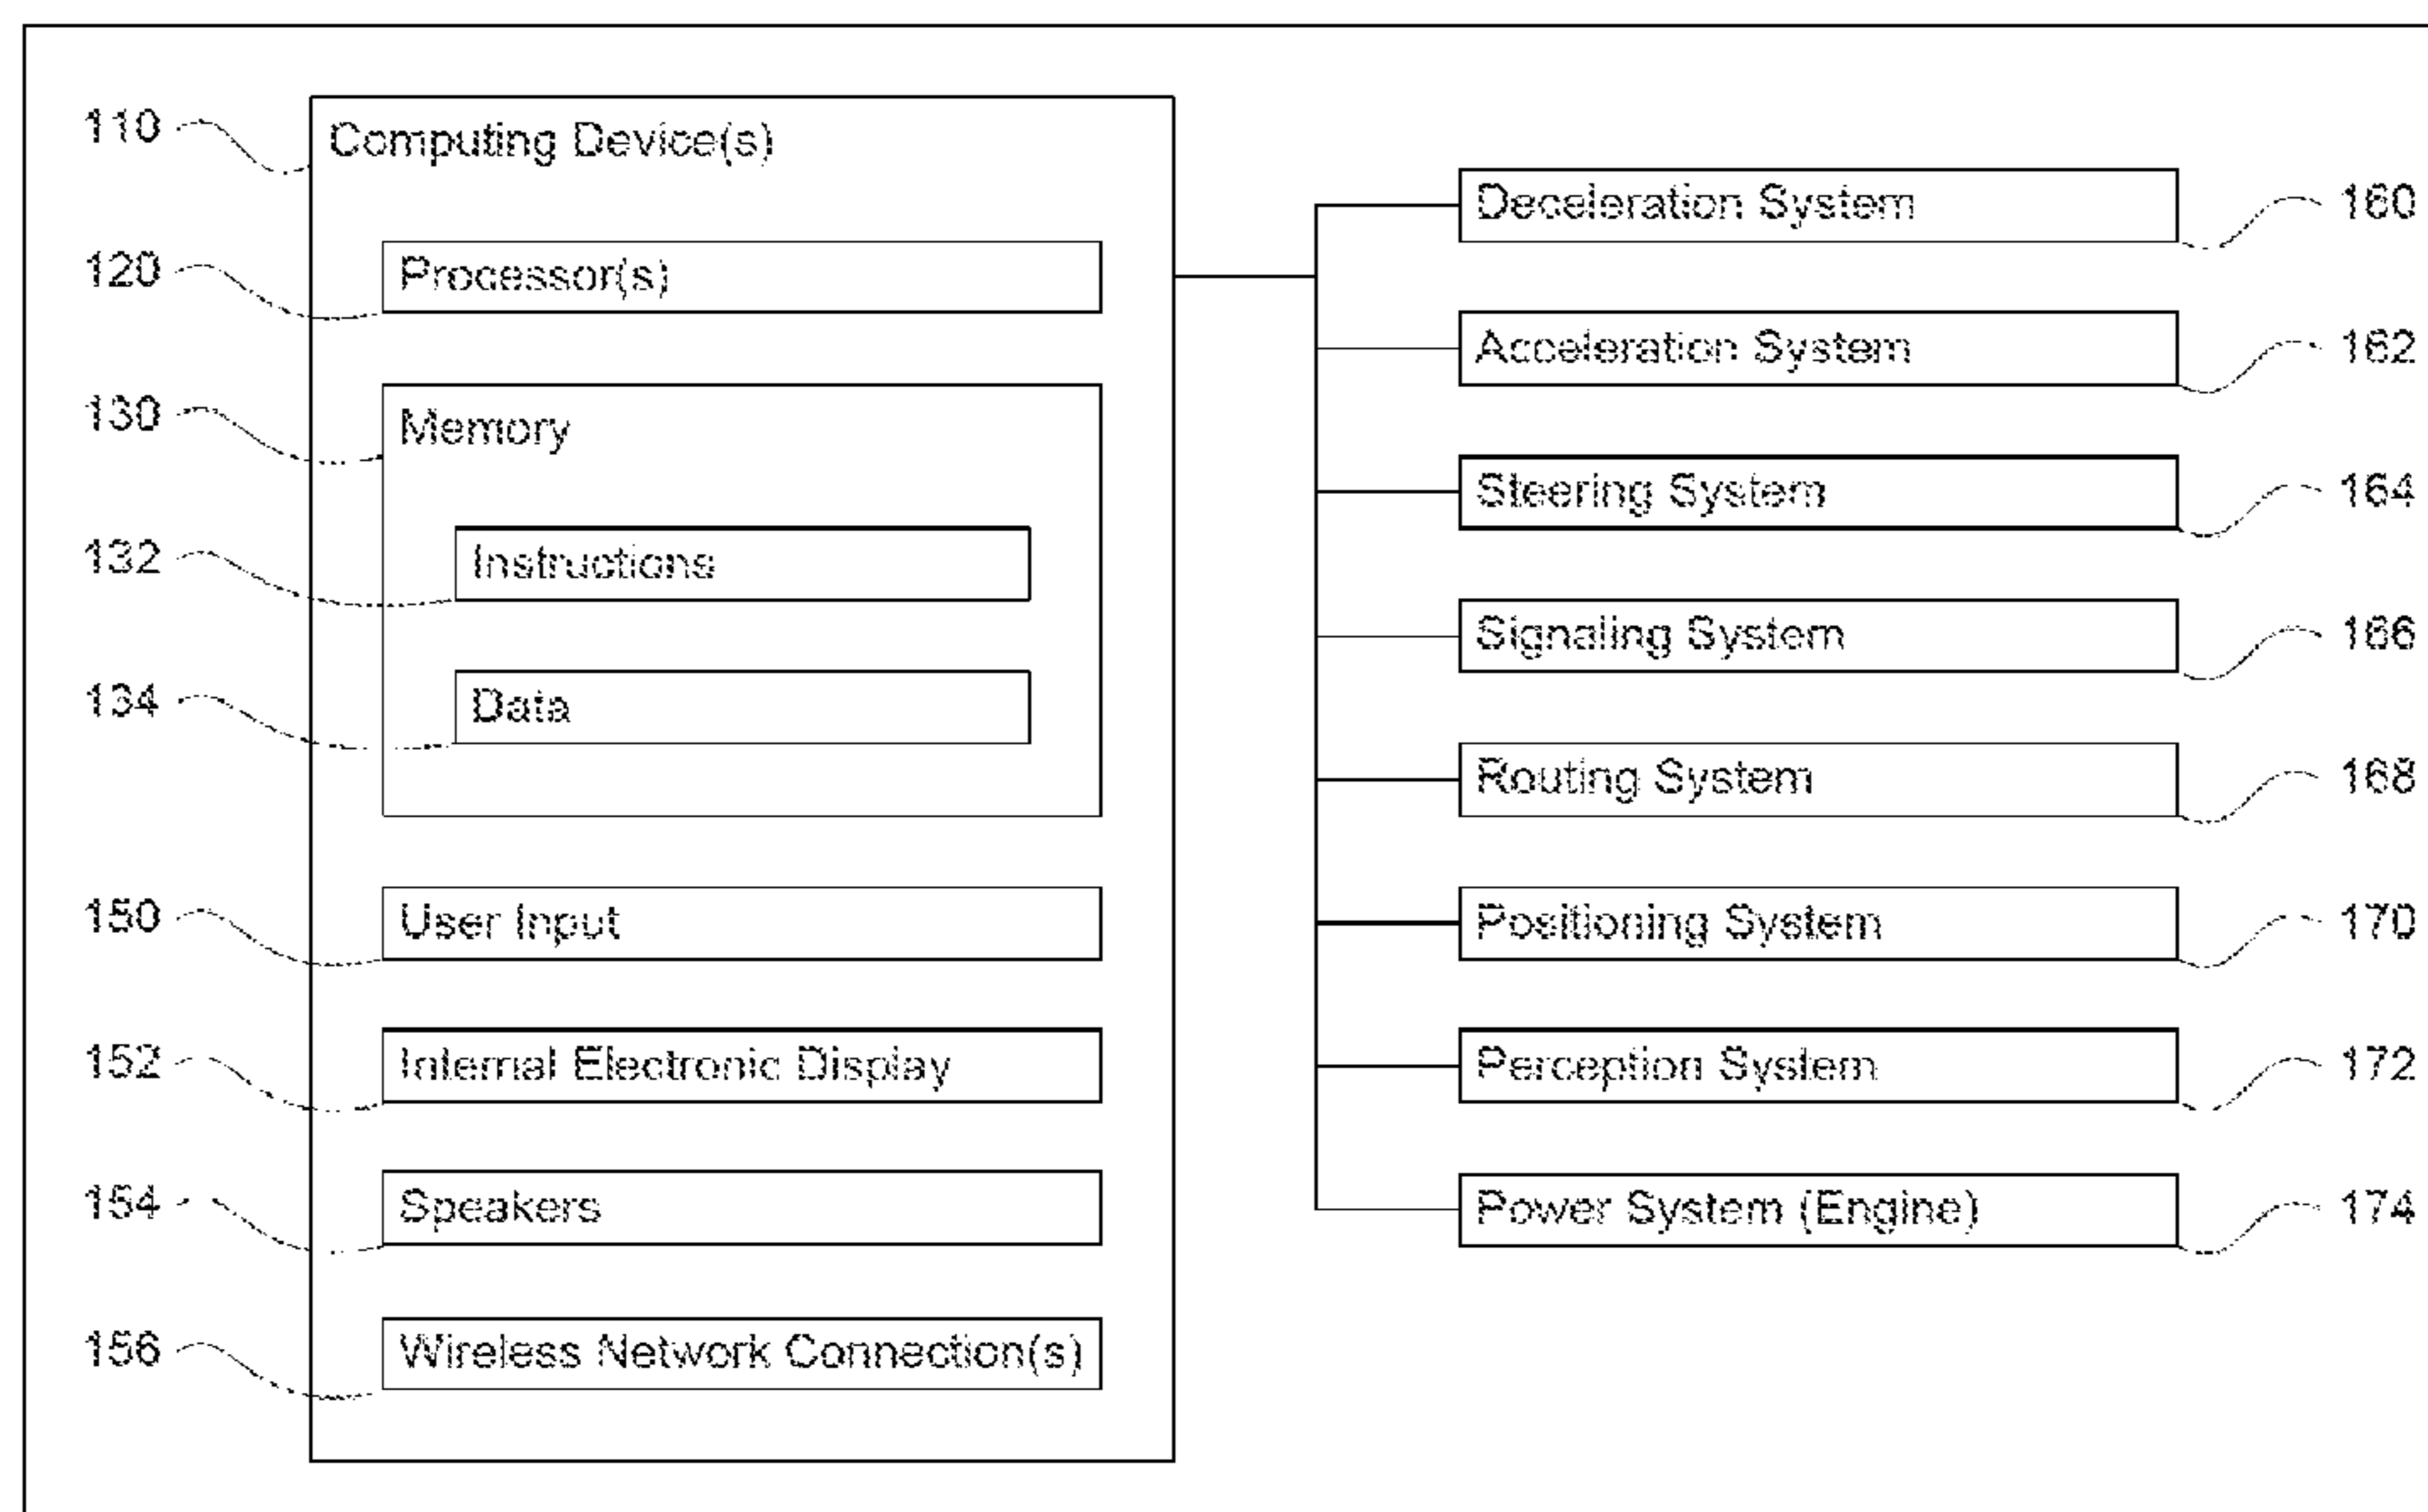 110 Computing Device(s)
120 Processor(s)
130 Memory
132 Instructions
134 Data
150 User Input
152 Internal Electronic Display
154 Speakers
156 Wireless Network Connection(s)
Deceleration System 160
Acceleration System 162
Steering System 164
Signaling System 166
Routing System 168
Positioning System 170
Perception System 172
Power System (Engine) 174